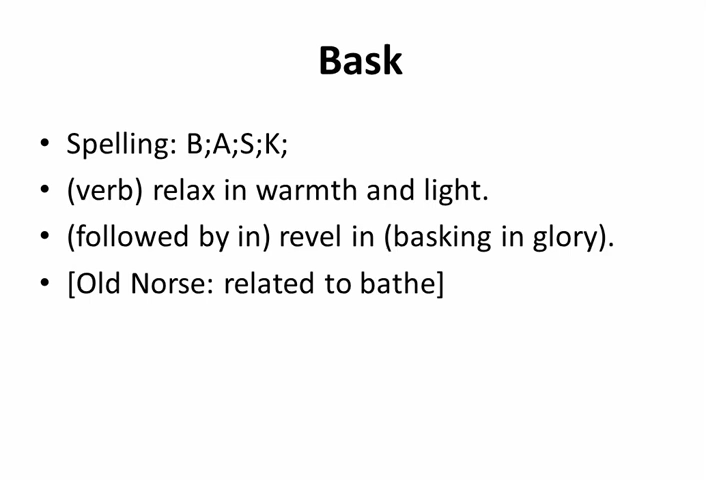 Bask
• Spelling: B;A;S;K;
• (verb) relax in warmth and light.
• (followed by in) revel in (basking in glory).
• [Old Norse: related to bathe]